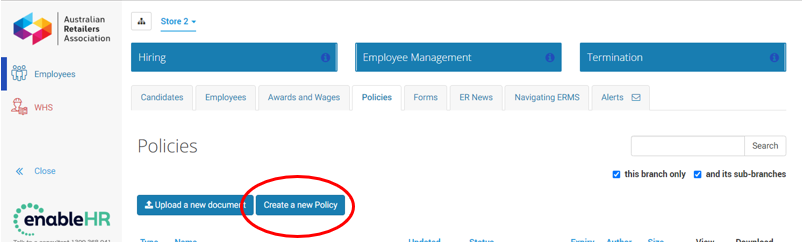 Australian
Retailers
Association
Store 2
Hiring
Employee Management
Termination
Employees
WHS
Candidates
Employees
Awards and Wages
Policies
Forms
ER News
Navigating ERMS
Alerts
Policies
Search
this branch only
and its sub-branches
Close
Upload a new document
Create a new Policy
enableHR
Type Name Updated Status Expiry Author Size View Download